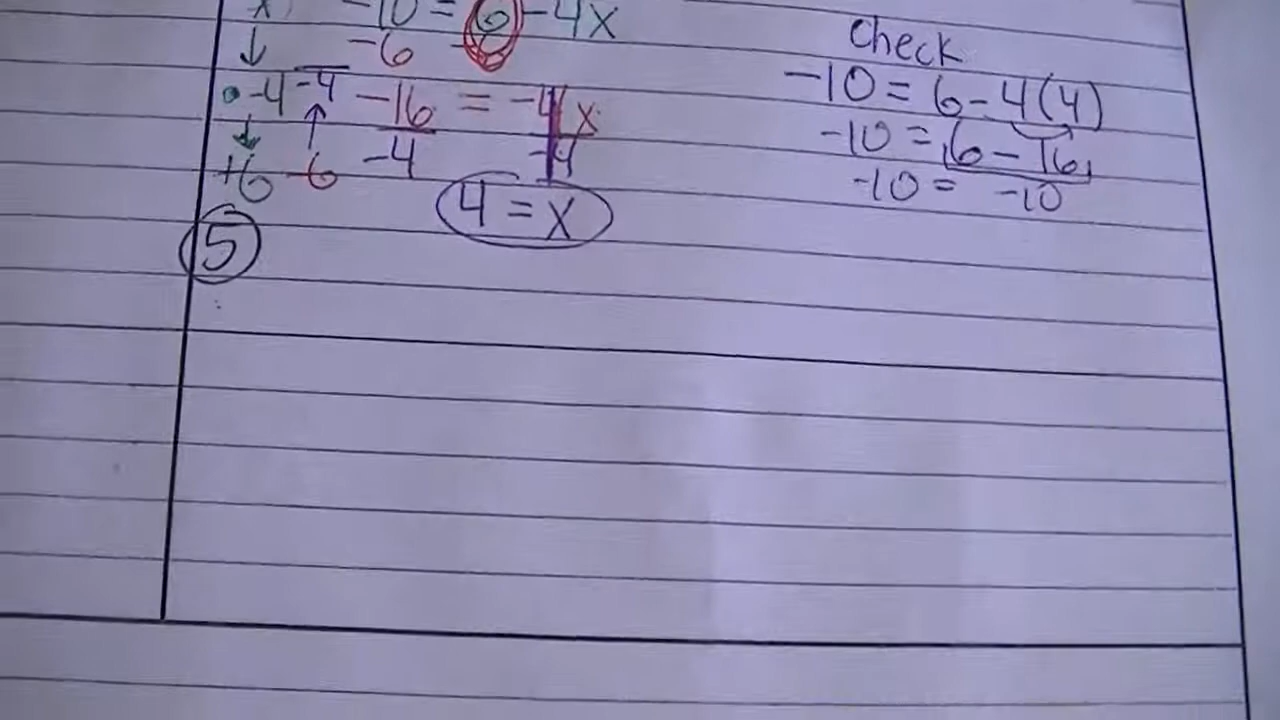 x -10 = 6 - 4x
↓ -6 -6
• -4 -4 -16 = -4x
↓ ↑ -4 -4
+6 -6
4 = x
Check
-10 = 6 - 4(4)
-10 = 6 - 16
-10 = -10
5